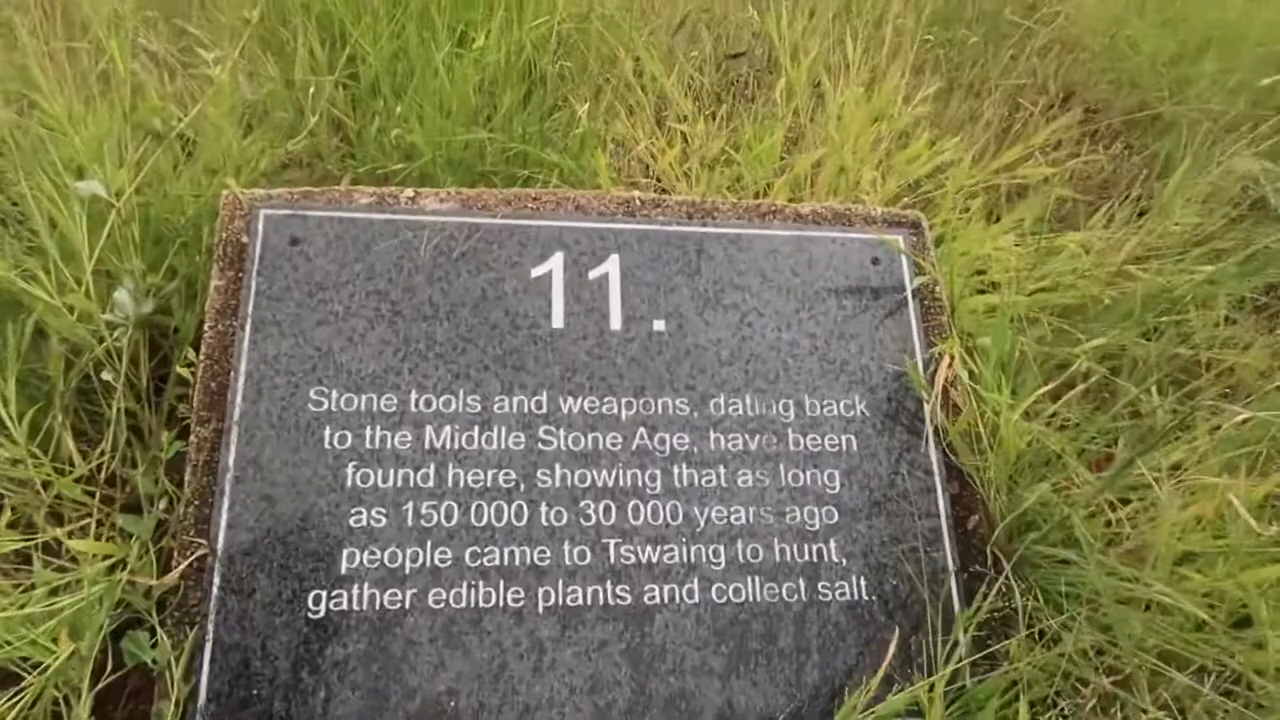 11.
Stone tools and weapons, dating back
to the Middle Stone Age, have been
found here, showing that as long
as 150 000 to 30 000 years ago
people came to Tswaing to hunt,
gather edible plants and collect salt.